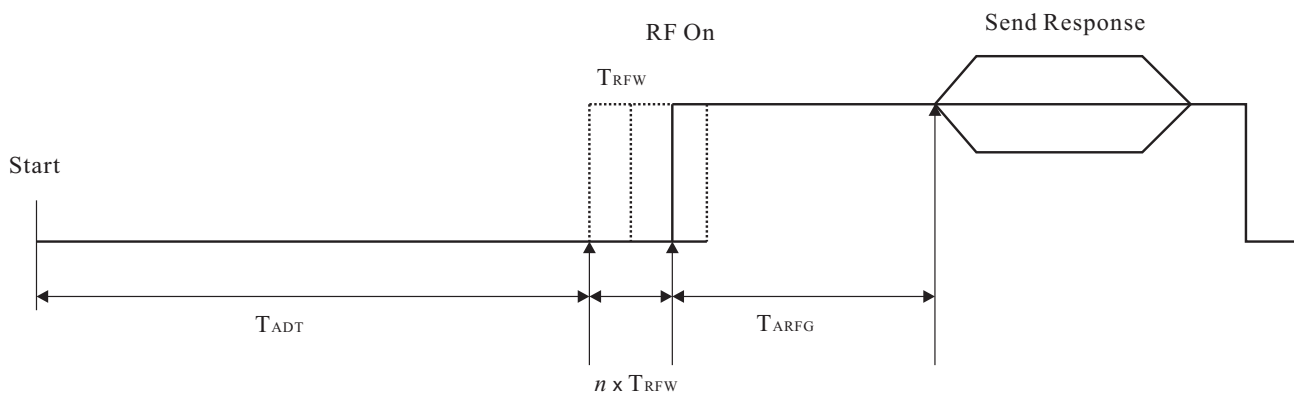 Send Response
RF On
TRFW
Start
TADT
TARFG
n x TRFW